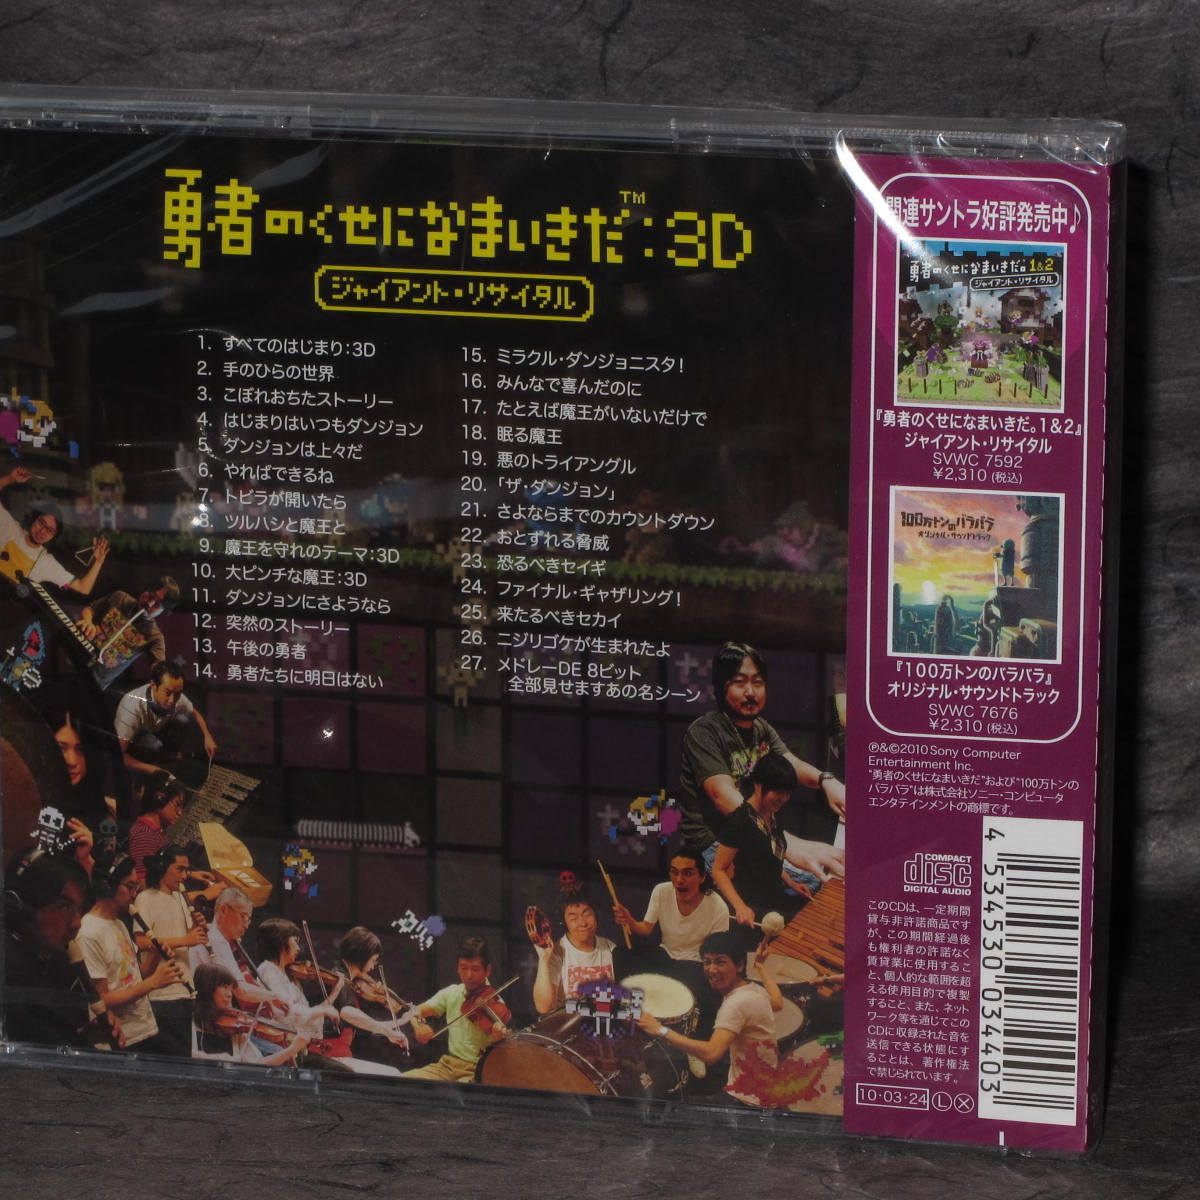 勇者のくせになまいきだ:3D
TM
ジャイアント・リサイタル
1. すべてのはじまり:3D
2. 手のひらの世界
3. こぼれおちたストーリー
4. はじまりはいつもダンジョン
5. ダンジョンは上々だ
6. やればできるね
7. トビラが開いたら
8. ツルハシと魔王と
9. 魔王を守れのテーマ:3D
10. 大ピンチな魔王:3D
11. ダンジョンにさようなら
12. 突然のストーリー
13. 午後の勇者
14. 勇者たちに明日はない
15. ミラクル・ダンジョニスタ!
16. みんなで喜んだのに
17. たとえば魔王がいないだけで
18. 眠る魔王
19. 悪のトライアングル
20. 「ザ・ダンジョン」
21. さよならまでのカウントダウン
22. おとずれる脅威
23. 恐るべきセイギ
24. ファイナル・ギャザリング!
25. 来たるべきセカイ
26. ニジリゴケが生まれたよ
27. メドレーDE 8ビット
全部見せますあの名シーン
関連サントラ好評発売中♪
勇者のくせになまいきだ。1&2
ジャイアント・リサイタル
『勇者のくせになまいきだ。1&2』
ジャイアント・リサイタル
SVWC 7592
¥2,310 (税込)
100万トンのバラバラ
オリジナル・サウンドトラック
『100万トンのバラバラ』
オリジナル・サウンドトラック
SVWC 7676
¥2,310 (税込)
℗&©2010 Sony Computer
Entertainment Inc.
"勇者のくせになまいきだ"および"100万トンの
バラバラ"は株式会社ソニー・コンピュータ
エンタテインメントの商標です。
COMPACT
disc
DIGITAL AUDIO
このCDは、一定期間
貸与非許諾商品です
が、この期間経過後
も権利者の許諾なく
賃貸業に使用するこ
と、個人的な範囲を超
える使用目的で複製
すること、また、ネット
ワーク等を通じてこの
CDに収録された音を
送信できる状態にす
ることは、著作権法
で禁じられています。
10・03・24 Ⓛ Ⓧ
4 534530 034403